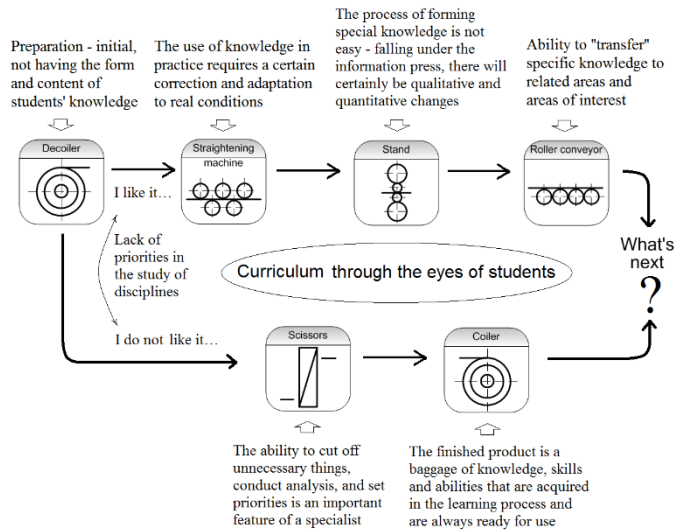 Preparation - initial,
not having the form
and content of
students' knowledge
The use of knowledge in
practice requires a certain
correction and adaptation
to real conditions
The process of forming
special knowledge is not
easy - falling under the
information press, there will
certainly be qualitative and
quantitative changes
Ability to "transfer"
specific knowledge to
related areas and
areas of interest
Decoiler
Straightening
machine
Stand
Roller conveyor
I like it...
Lack of
priorities in
the study of
disciplines
I do not like it...
Curriculum through the eyes of students
What's
next
?
Scissors
Coiler
The ability to cut off
unnecessary things,
conduct analysis, and set
priorities is an important
feature of a specialist
The finished product is a
baggage of knowledge, skills
and abilities that are acquired
in the learning process and
are always ready for use